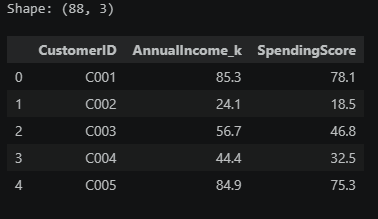 Shape: (88, 3)
CustomerID AnnualIncome_k SpendingScore
0 C001 85.3 78.1
1 C002 24.1 18.5
2 C003 56.7 46.8
3 C004 44.4 32.5
4 C005 84.9 75.3